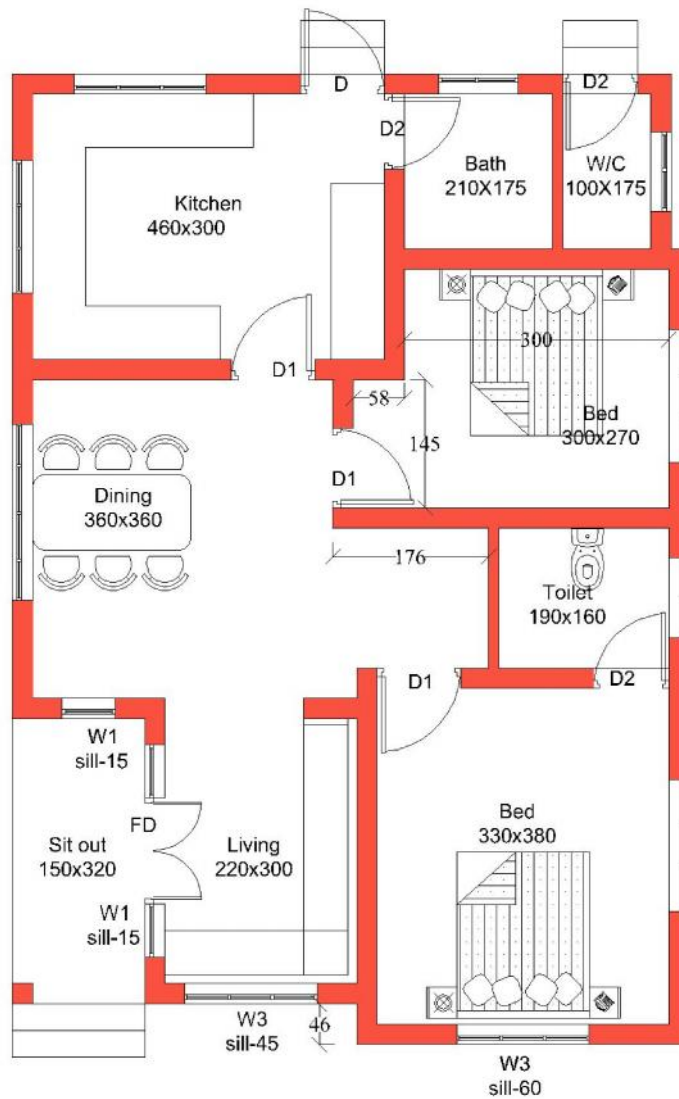 D
D2
D2
Bath
210X175
W/C
100X175
Kitchen
460x300
300
D1
58
Bed
300x270
145
D1
Dining
360x360
176
Toilet
190x160
D1
D2
W1
sill-15
FD
Sit out
150x320
Living
220x300
Bed
330x380
W1
sill-15
W3
sill-45
46
W3
sill-60